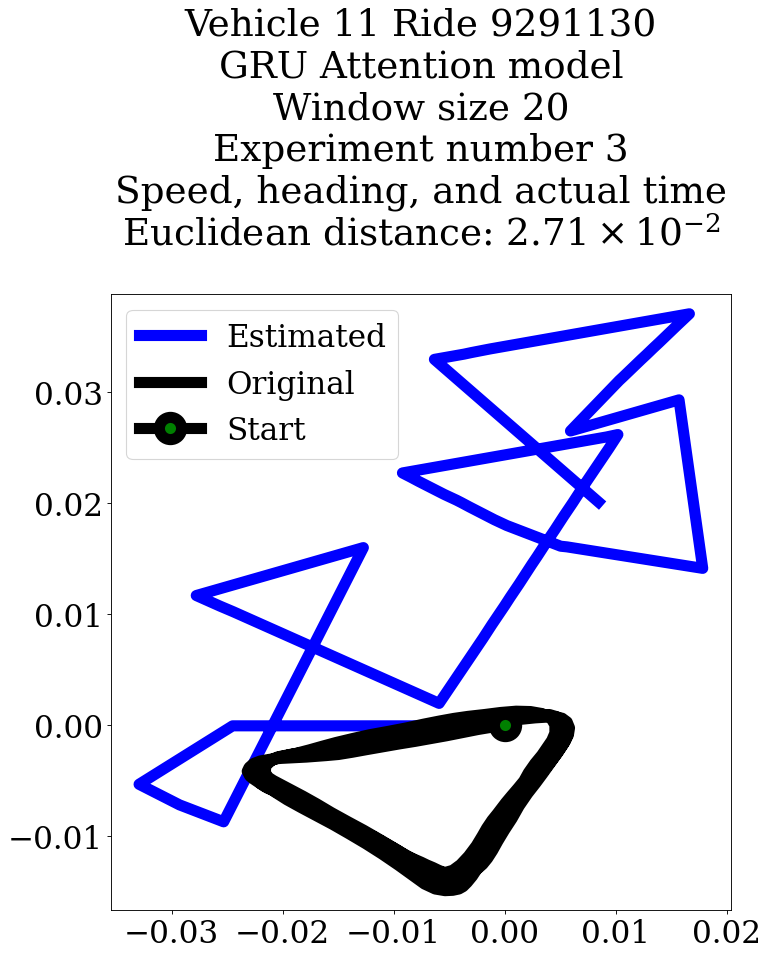 Vehicle 11 Ride 9291130
GRU Attention model
Window size 20
Experiment number 3
Speed, heading, and actual time
Euclidean distance: 2.71 × 10⁻²
Estimated
Original
Start
0.03
0.02
0.01
0.00
−0.01
−0.03 −0.02 −0.01 0.00 0.01 0.02